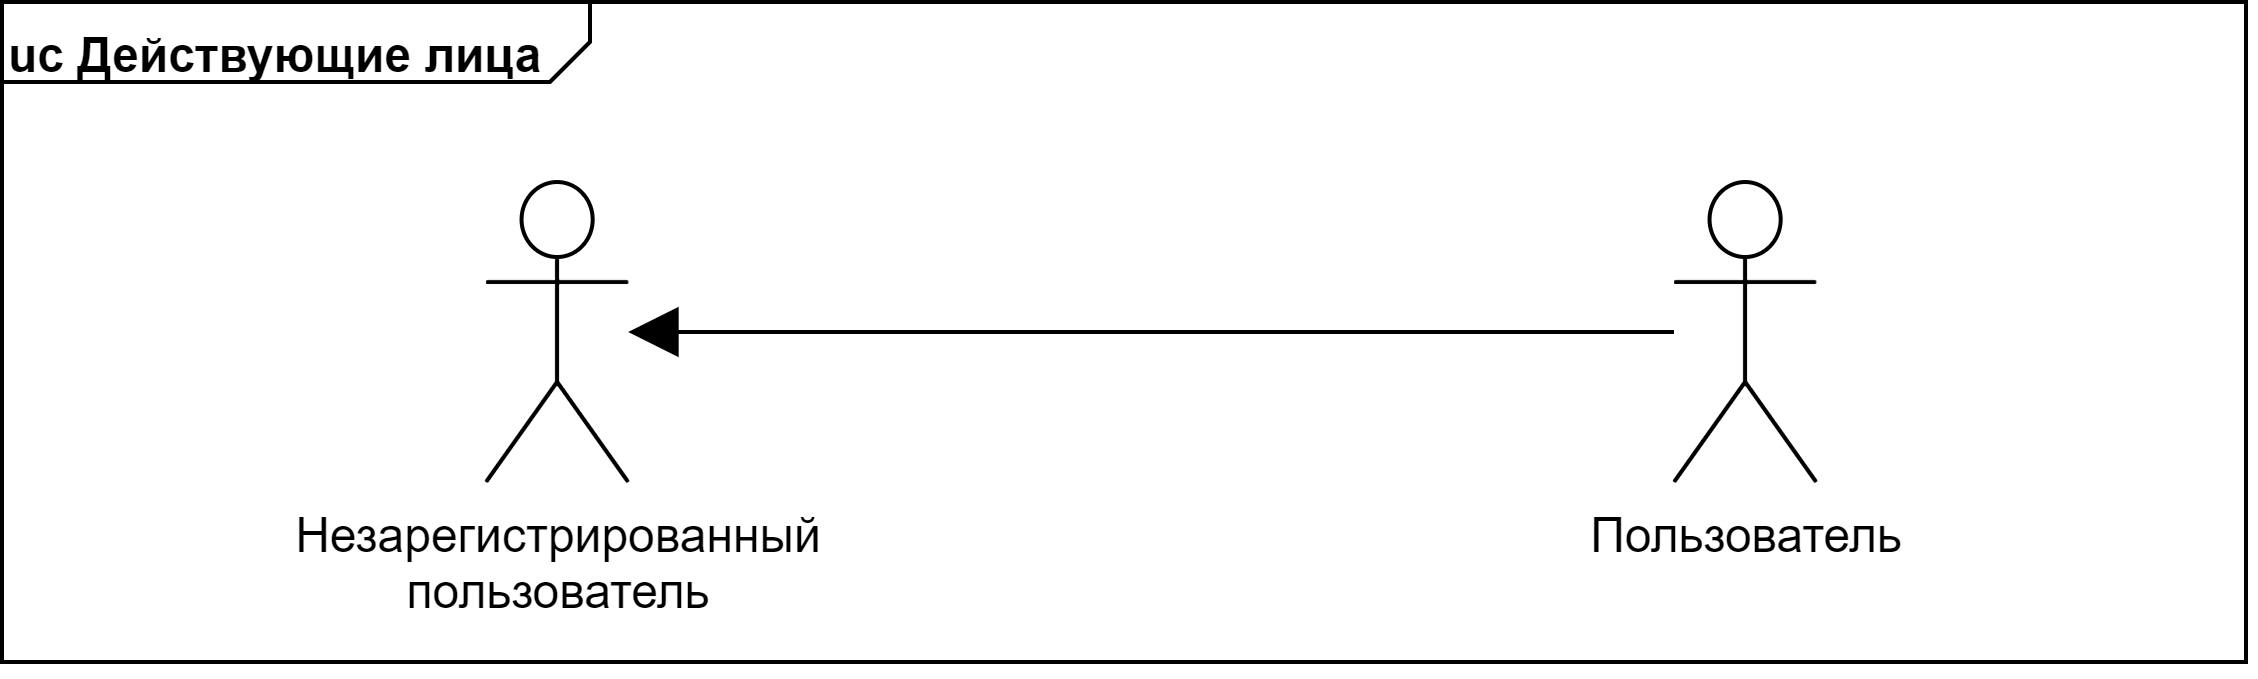 uc Действующие лица
Незарегистрированный
пользователь
Пользователь